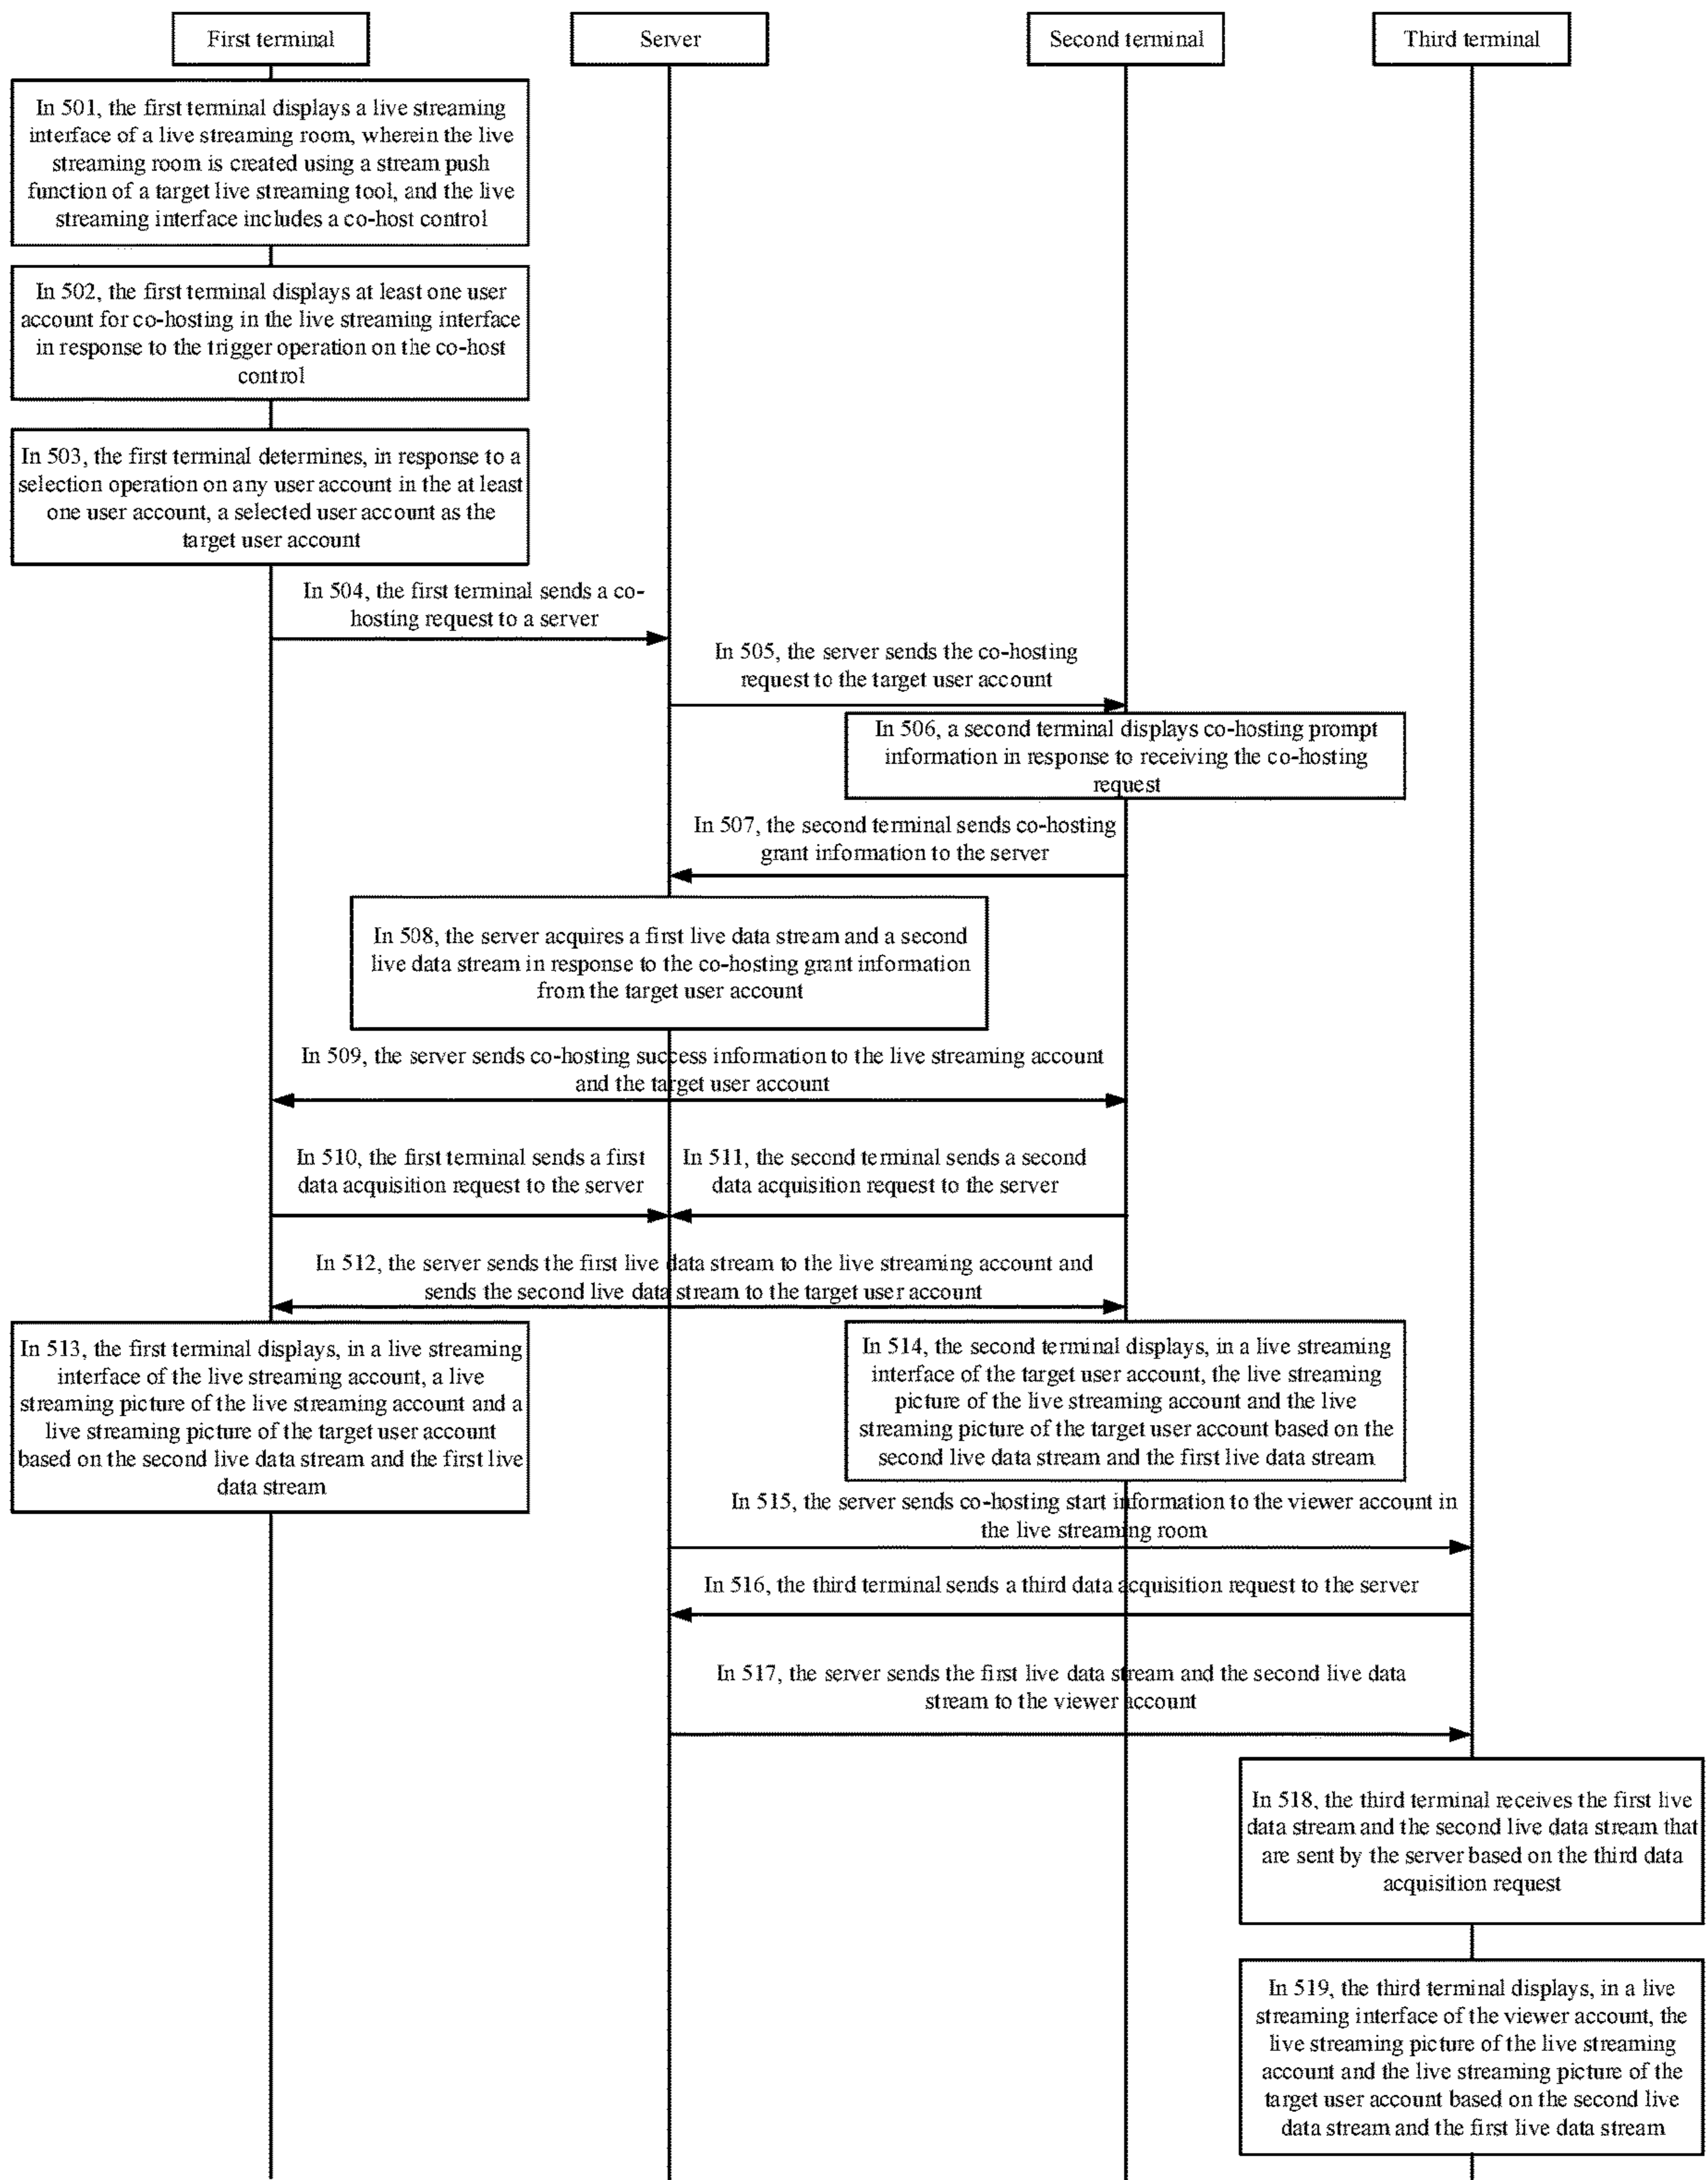 First terminal
Server
Second terminal
Third terminal
In 501, the first terminal displays a live streaming
interface of a live streaming room, wherein the live
streaming room is created using a stream push
function of a target live streaming tool, and the live
streaming interface includes a co-host control
In 502, the first terminal displays at least one user
account for co-hosting in the live streaming interface
in response to the trigger operation on the co-host
control
In 503, the first terminal determines, in response to a
selection operation on any user account in the at least
one user account, a selected user account as the
target user account
In 504, the first terminal sends a co-
hosting request to a server
In 505, the server sends the co-hosting
request to the target user account
In 506, a second terminal displays co-hosting prompt
information in response to receiving the co-hosting
request
In 507, the second terminal sends co-hosting
grant information to the server
In 508, the server acquires a first live data stream and a second
live data stream in response to the co-hosting grant information
from the target user account
In 509, the server sends co-hosting success information to the live streaming account
and the target user account
In 510, the first terminal sends a first
data acquisition request to the server
In 511, the second terminal sends a second
data acquisition request to the server
In 512, the server sends the first live data stream to the live streaming account and
sends the second live data stream to the target user account
In 513, the first terminal displays, in a live streaming
interface of the live streaming account, a live
streaming picture of the live streaming account and a
live streaming picture of the target user account
based on the second live data stream and the first live
data stream
In 514, the second terminal displays, in a live streaming
interface of the target user account, the live streaming
picture of the live streaming account and the live
streaming picture of the target user account based on the
second live data stream and the first live data stream
In 515, the server sends co-hosting start information to the viewer account in
the live streaming room
In 516, the third terminal sends a third data acquisition request to the server
In 517, the server sends the first live data stream and the second live data
stream to the viewer account
In 518, the third terminal receives the first live
data stream and the second live data stream that
are sent by the server based on the third data
acquisition request
In 519, the third terminal displays, in a live
streaming interface of the viewer account, the
live streaming picture of the live streaming
account and the live streaming picture of the
target user account based on the second live
data stream and the first live data stream